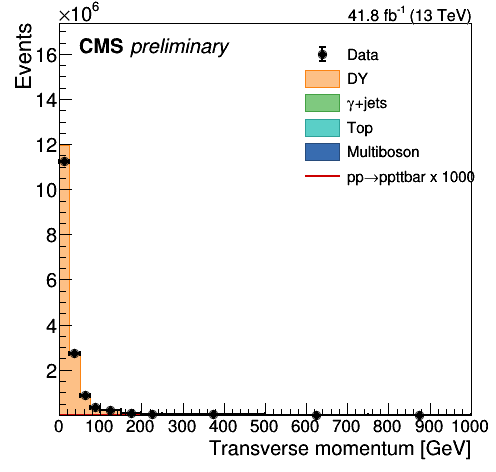 ×10⁶
41.8 fb⁻¹ (13 TeV)
CMS preliminary
Events
Data
DY
γ+jets
Top
Multiboson
pp→ppttbar x 1000
16
14
12
10
8
6
4
2
0 100 200 300 400 500 600 700 800 900 1000
Transverse momentum [GeV]